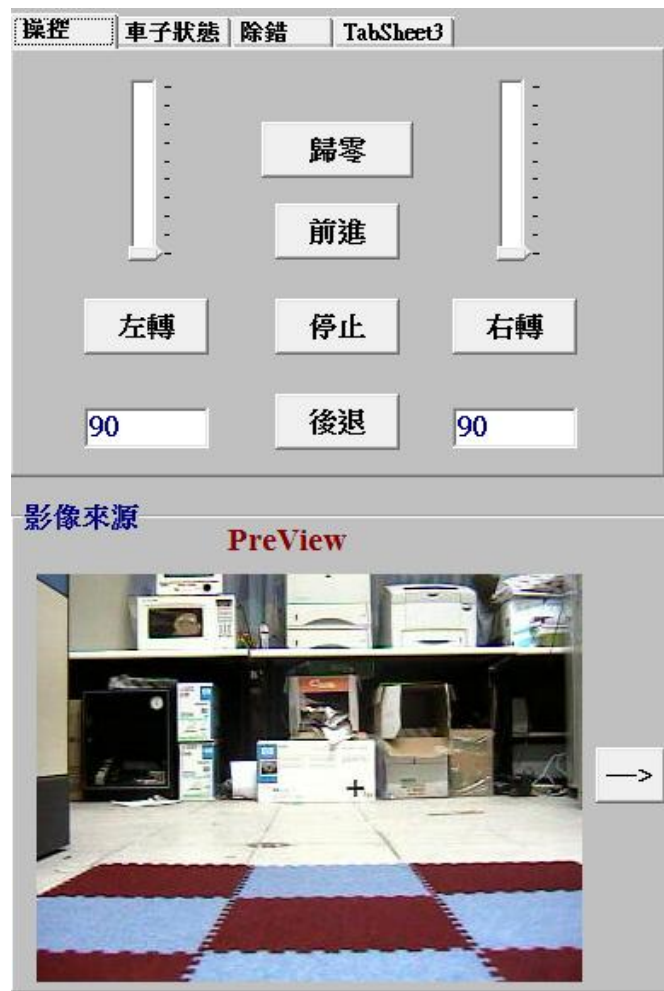 操控 車子狀態 除錯 TabSheet3
歸零
前進
左轉 停止 右轉
90 後退 90
影像來源
PreView
-->